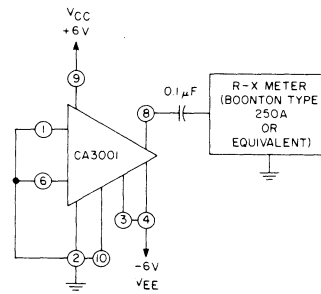 VCC
+6V
9
1
6
CA3001
8
0.1 µF
R-X METER
(BOONTON TYPE
250A
OR
EQUIVALENT)
3
4
2
10
-6V
VEE